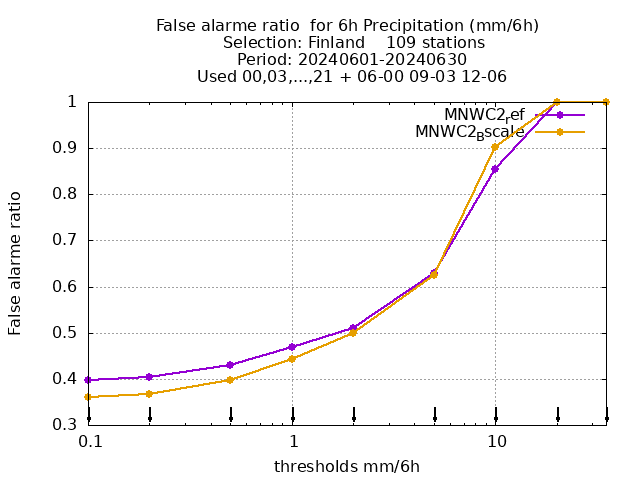 False alarme ratio  for 6h Precipitation (mm/6h)
Selection: Finland    109 stations
Period: 20240601-20240630
Used 00,03,...,21 + 06-00 09-03 12-06
MNWC2ref
MNWC2Bscale
1
0.9
0.8
0.7
0.6
0.5
0.4
0.3
False alarme ratio
0.1
1
10
thresholds mm/6h